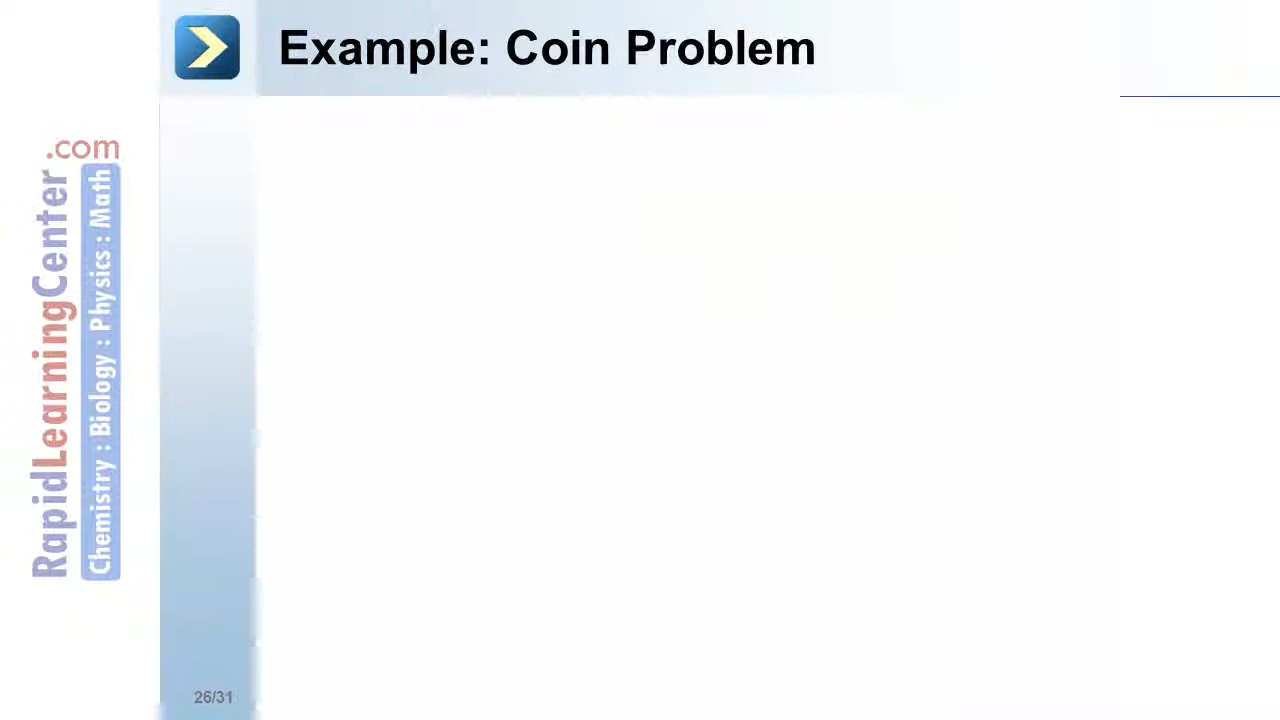 Example: Coin Problem
RapidLearningCenter
.com
Chemistry : Biology : Physics : Math
26/31